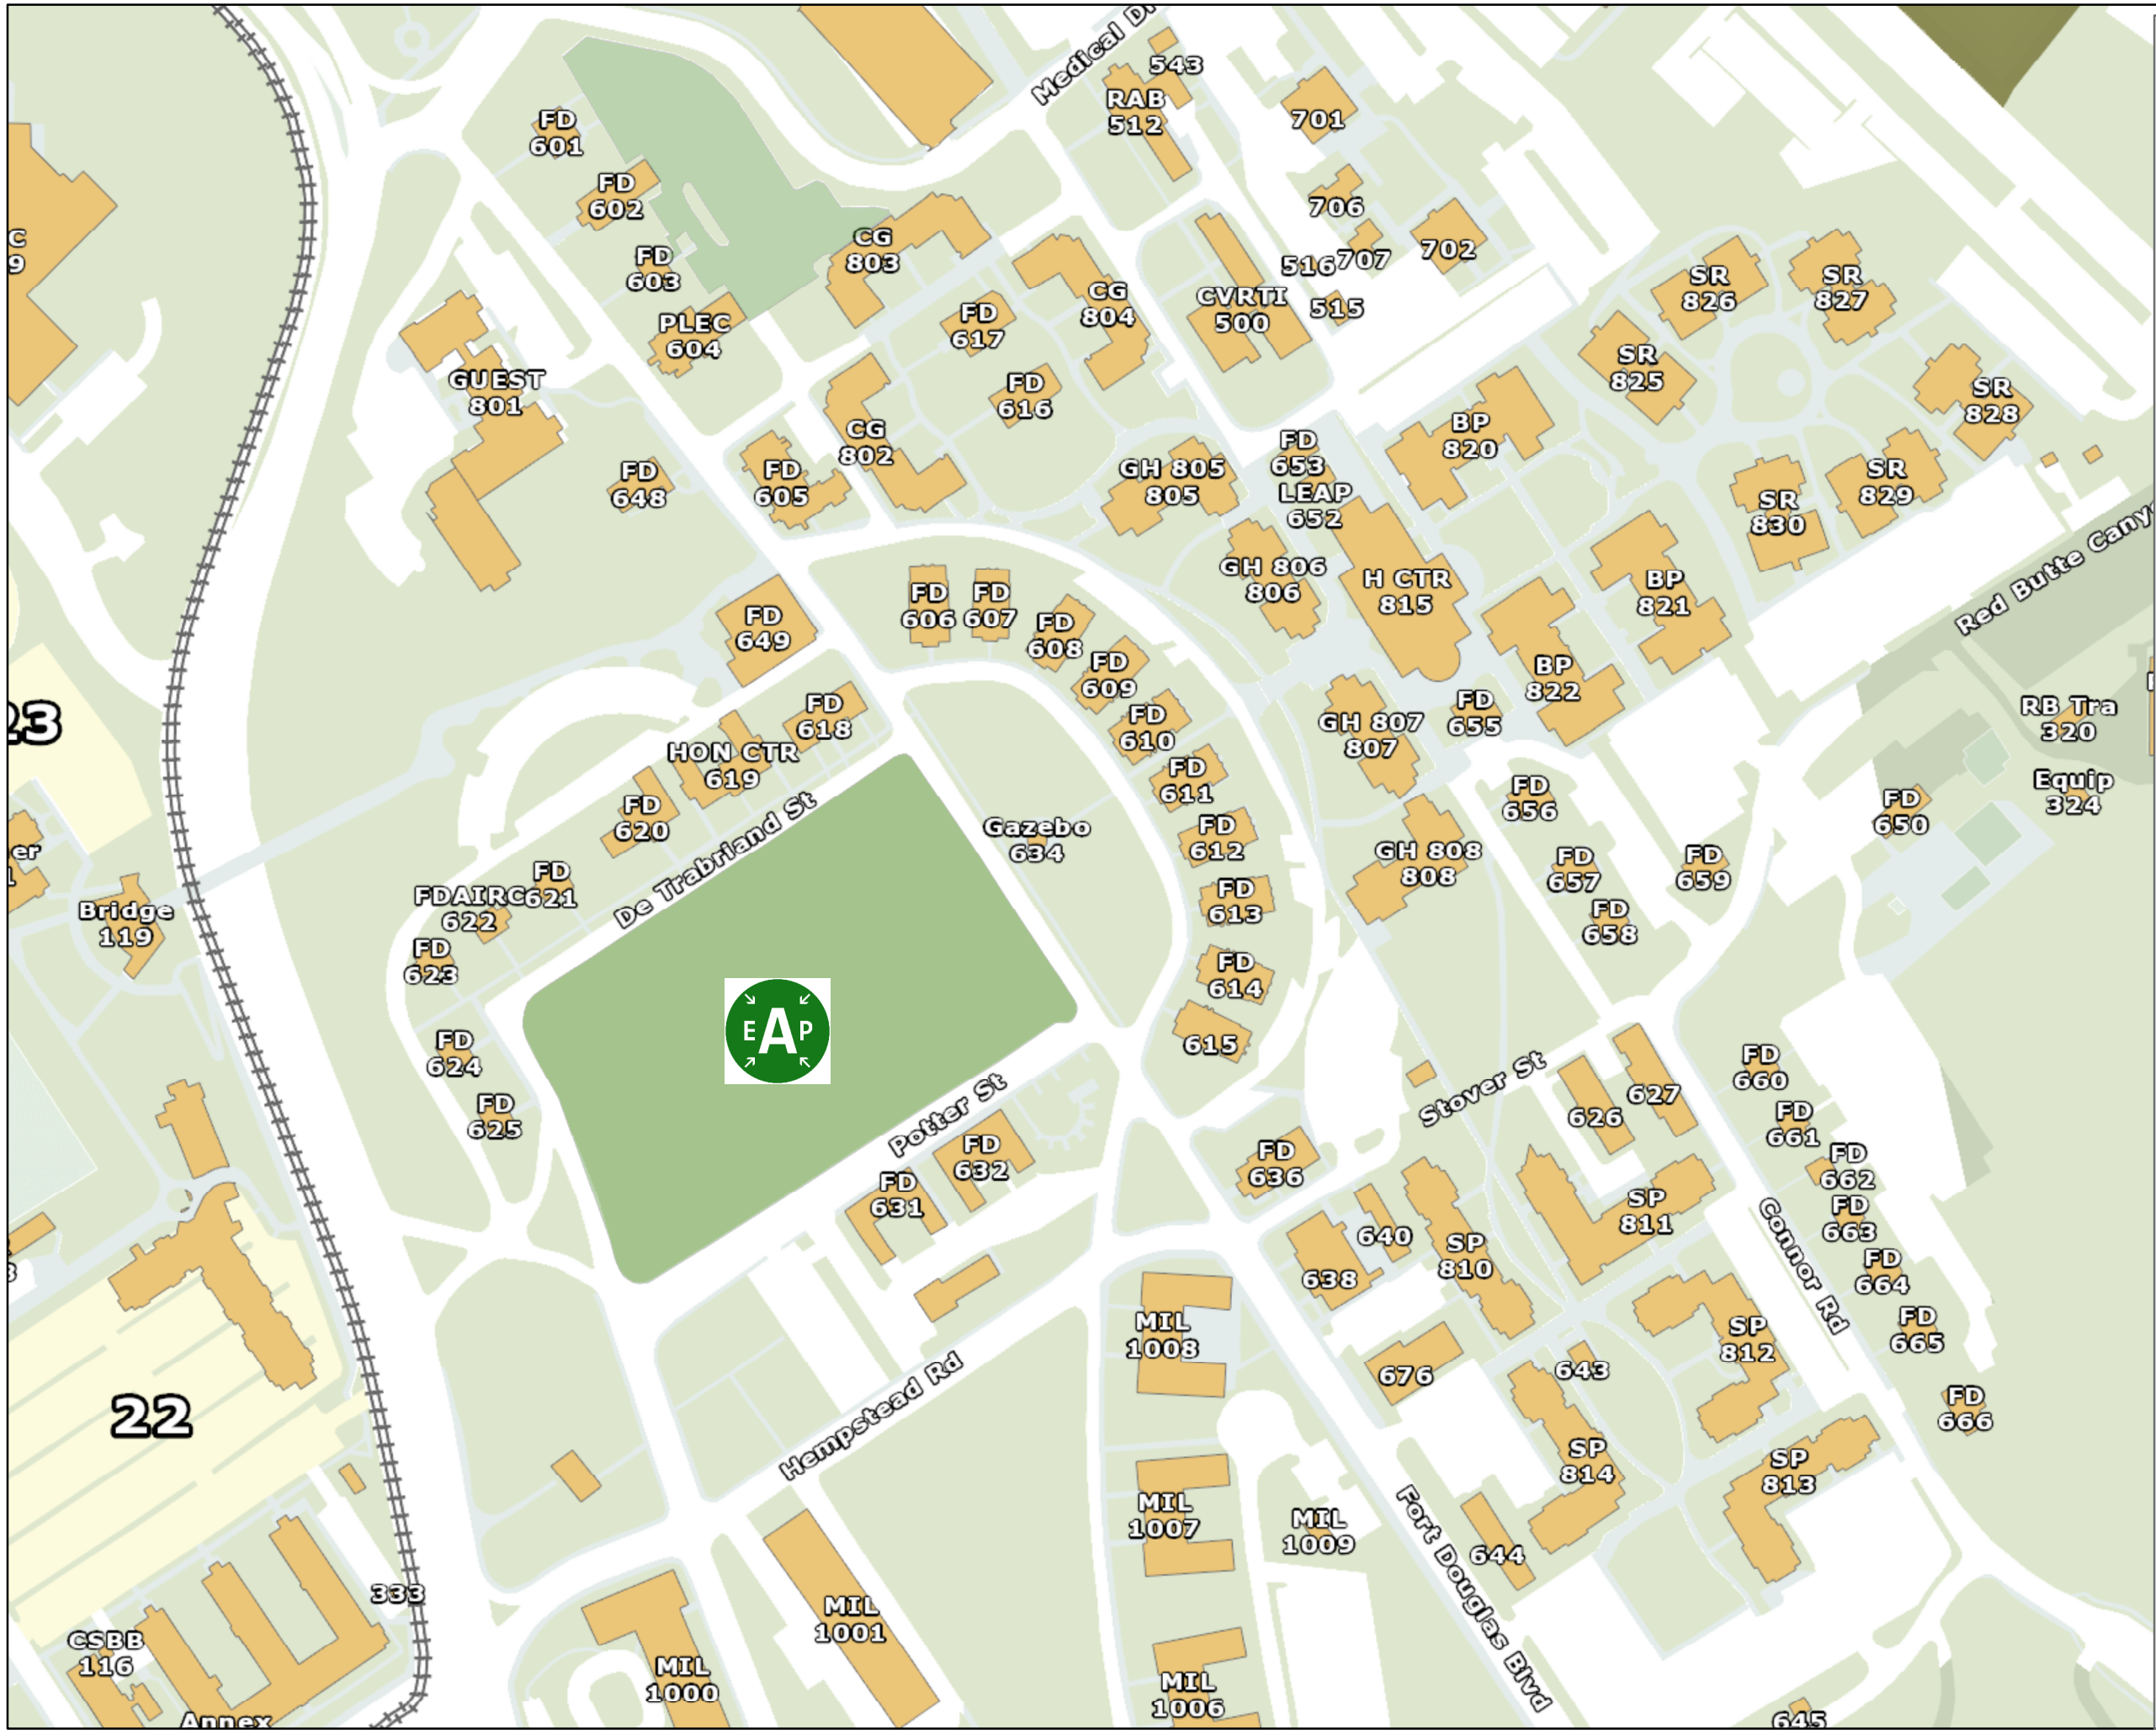 Medical Dr
543
RAB
512
701
FD
601
FD
602
706
C
9
CG
803
702
516
707
FD
603
SR
826
SR
827
CG
804
CVRTI
500
515
FD
617
PLEC
604
SR
825
GUEST
801
FD
616
SR
828
BP
820
CG
802
FD
653
GH 805
805
FD
605
FD
648
LEAP
652
SR
829
SR
830
Red Butte Cany
GH 806
806
H CTR
815
BP
821
FD
606
FD
607
FD
608
FD
649
FD
609
BP
822
FD
618
FD
655
FD
610
GH 807
807
RB Tra
320
23
HON CTR
619
FD
611
Equip
324
FD
656
FD
650
FD
620
De Trabriand St
Gazebo
634
FD
612
GH 808
808
er
1
FD
657
FD
659
FD
621
FDAIRC
622
FD
613
Bridge
119
FD
658
FD
623
FD
614
E A P
615
FD
624
Stover St
FD
660
627
626
FD
625
Potter St
FD
661
FD
632
FD
636
FD
662
FD
631
SP
811
FD
663
640
SP
810
Connor Rd
638
FD
664
MIL
1008
SP
812
FD
665
643
676
22
Hempstead Rd
FD
666
SP
814
SP
813
MIL
1007
MIL
1009
644
Fort Douglas Blvd
333
MIL
1001
CSBB
116
MIL
1000
MIL
1006
Annex
645